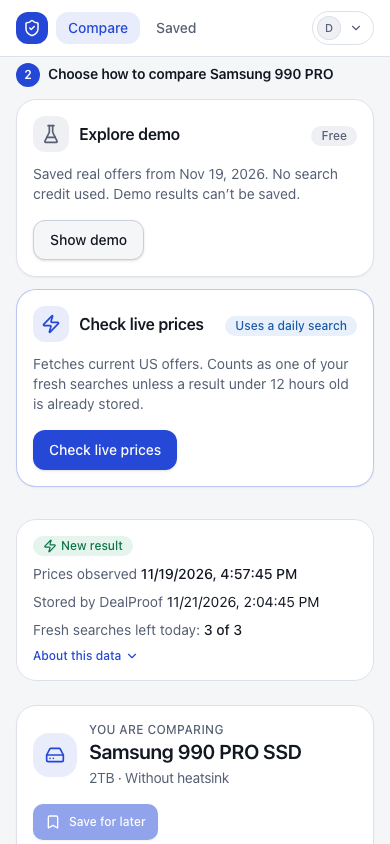 Compare
Saved
D
2
Choose how to compare Samsung 990 PRO
Explore demo
Free
Saved real offers from Nov 19, 2026. No search
credit used. Demo results can't be saved.
Show demo
Check live prices
Uses a daily search
Fetches current US offers. Counts as one of your
fresh searches unless a result under 12 hours old
is already stored.
Check live prices
New result
Prices observed 11/19/2026, 4:57:45 PM
Stored by DealProof 11/21/2026, 2:04:45 PM
Fresh searches left today: 3 of 3
About this data
YOU ARE COMPARING
Samsung 990 PRO SSD
2TB · Without heatsink
Save for later